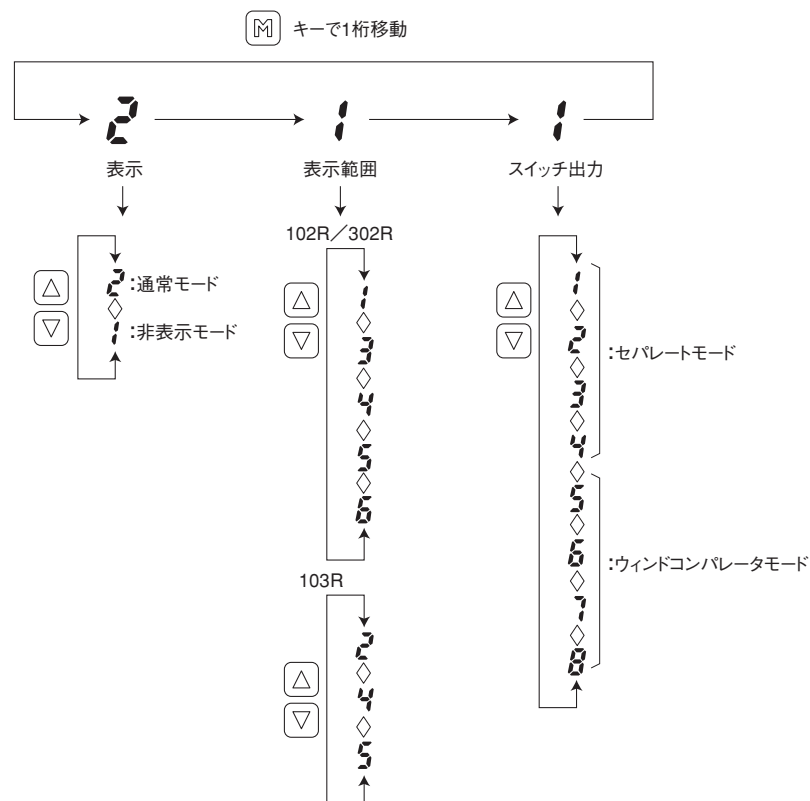 M キーで1桁移動
2 1 1
表示 表示範囲 スイッチ出力
2:通常モード
1:非表示モード
102R／302R
1
3
4
5
6
103R
2
4
5
1
2
3
4
:セパレートモード
5
6
7
8
:ウィンドコンパレータモード